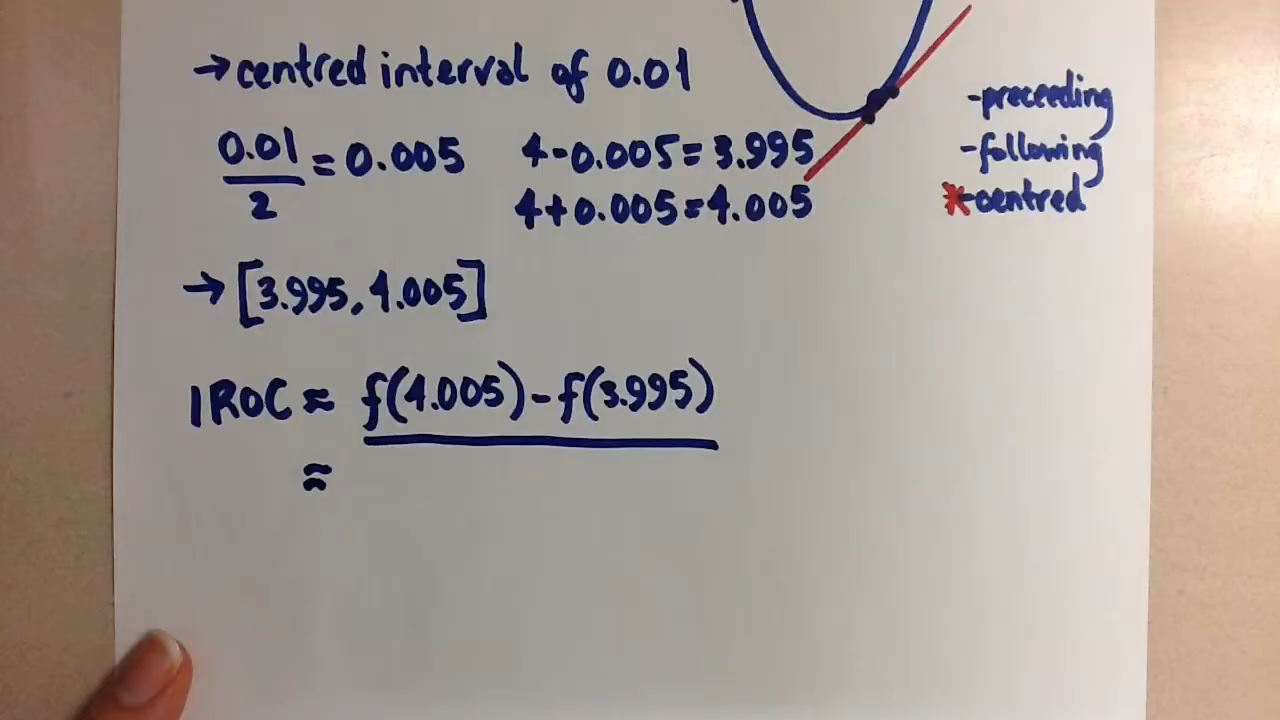 → centred interval of 0.01
0.01/2 = 0.005
4-0.005=3.995
4+0.005=4.005
-preceeding
-following
*-centred
→ [3.995, 4.005]
IROC ≈ f(4.005)-f(3.995)
≈